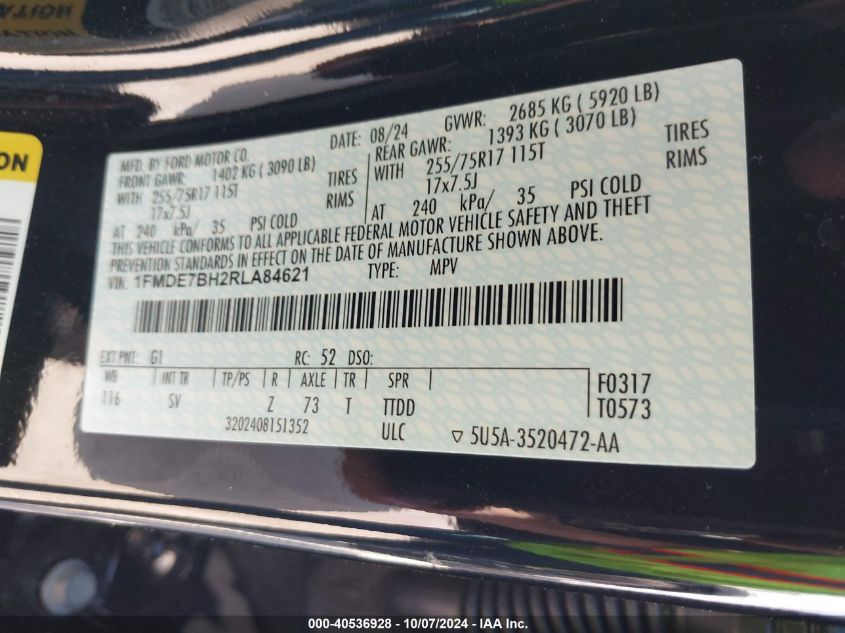 ATION
ATION
ON
MFD. BY FORD MOTOR CO.
DATE: 08/24 GVWR: 2685 KG ( 5920 LB)
FRONT GAWR: 1402 KG ( 3090 LB)
REAR GAWR: 1393 KG ( 3070 LB)
WITH 255/75R17 115T TIRES
WITH 255/75R17 115T TIRES
17x7.5J RIMS
17x7.5J RIMS
AT 240 kPa/ 35 PSI COLD
AT 240 kPa/ 35 PSI COLD
THIS VEHICLE CONFORMS TO ALL APPLICABLE FEDERAL MOTOR VEHICLE SAFETY AND THEFT
PREVENTION STANDARDS IN EFFECT ON THE DATE OF MANUFACTURE SHOWN ABOVE.
VIN: 1FMDE7BH2RLA84621 TYPE: MPV
EXT PNT: G1 RC: 52 DSO:
WB INT TR TP/PS R AXLE TR SPR
F0317
116 SV Z 73 T TTDD
T0573
3202408151352 ULC
▽ 5U5A-3520472-AA
000-40536928 - 10/07/2024 - IAA Inc.